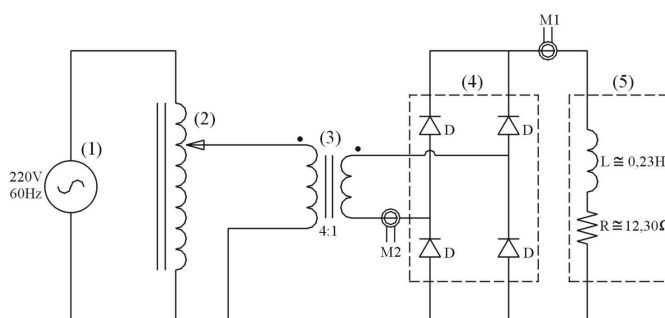 M1
(4)
(5)
(1)
(2)
(3)
D
D
220V
60Hz
L ≅ 0,23H
4:1
M2
D
D
R ≅ 12,30Ω